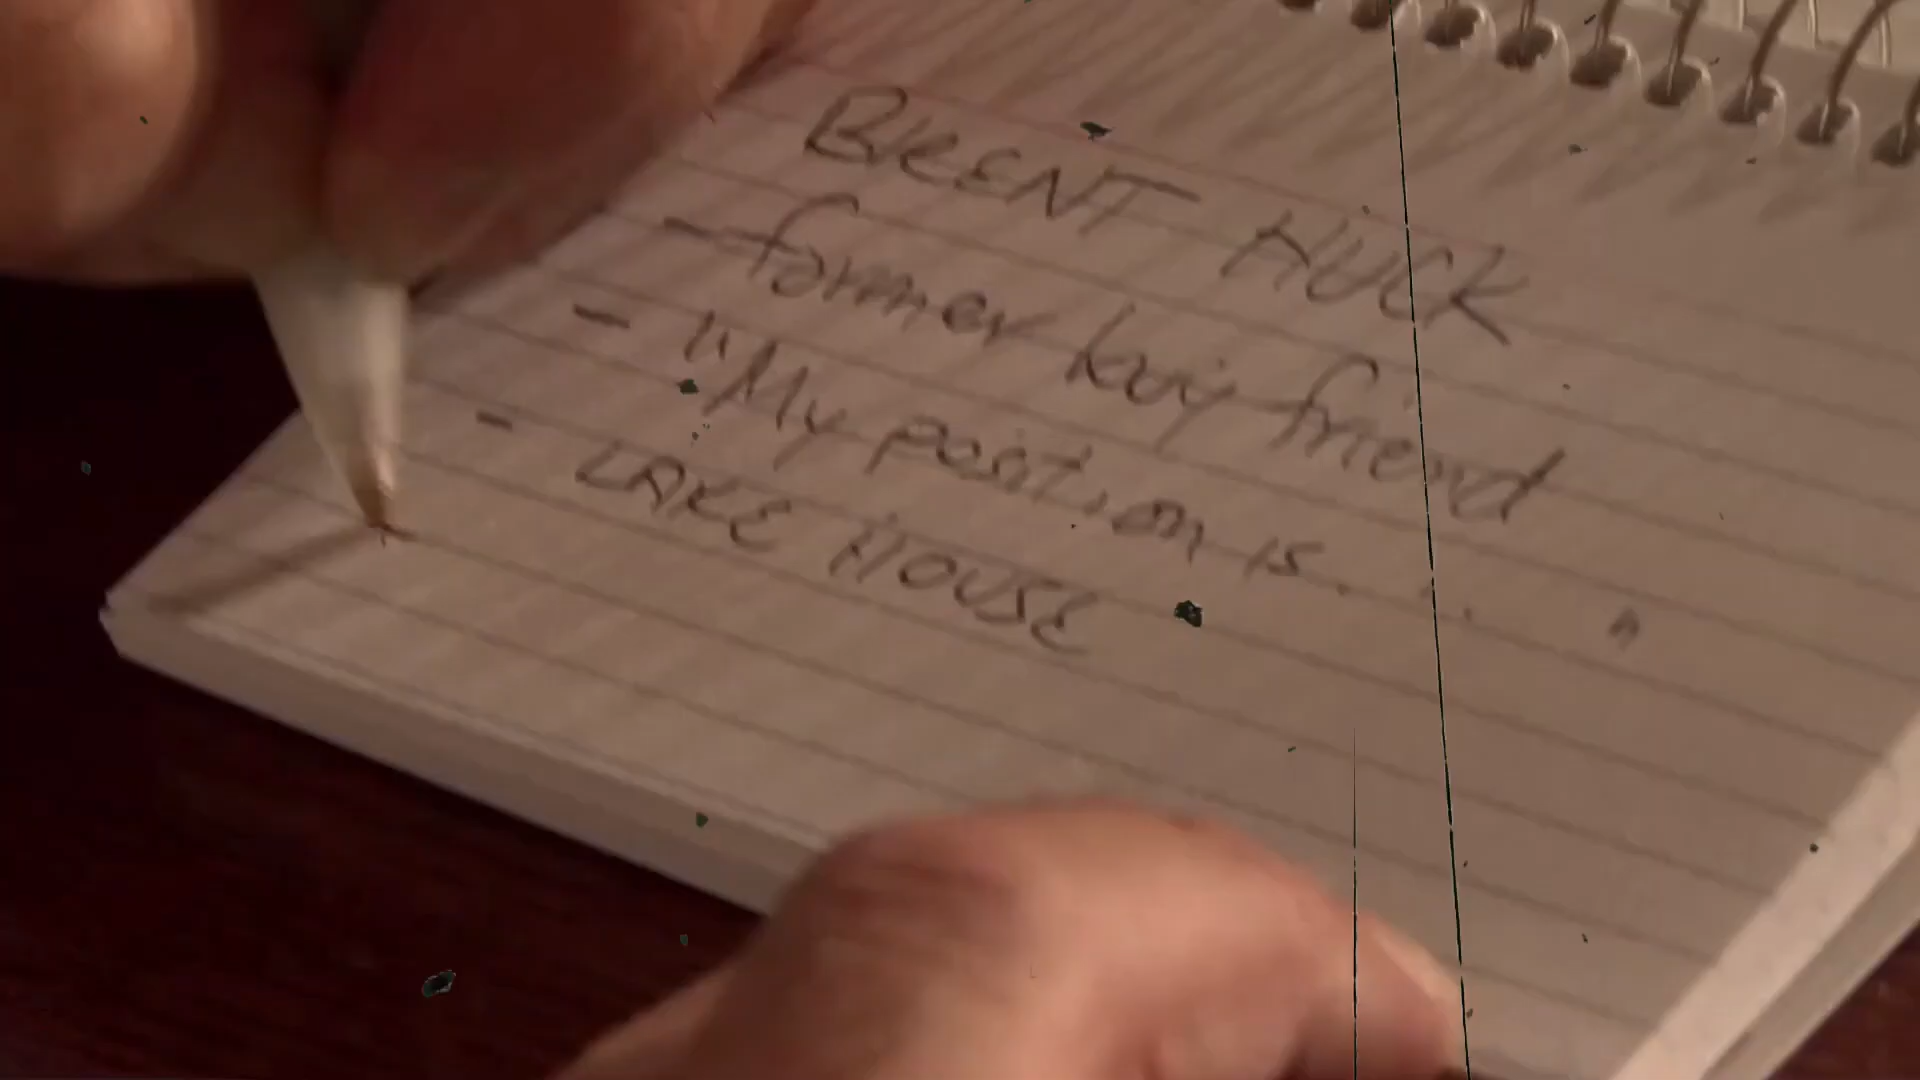 BRENT HUCK
- former boyfriend
- "My position is...."
- LAKE HOUSE